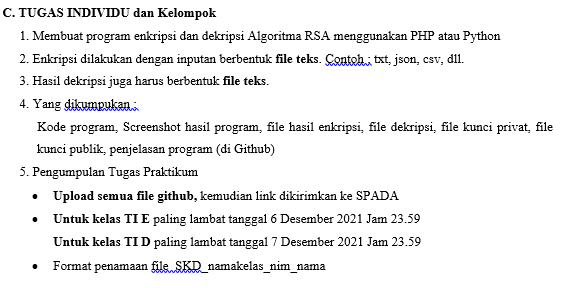 C. TUGAS INDIVIDU dan Kelompok
1. Membuat program enkripsi dan dekripsi Algoritma RSA menggunakan PHP atau Python
2. Enkripsi dilakukan dengan inputan berbentuk file teks. Contoh : txt, json, csv, dll.
3. Hasil dekripsi juga harus berbentuk file teks.
4. Yang dikumpukan :
Kode program, Screenshot hasil program, file hasil enkripsi, file dekripsi, file kunci privat, file
kunci publik, penjelasan program (di Github)
5. Pengumpulan Tugas Praktikum
• Upload semua file github, kemudian link dikirimkan ke SPADA
• Untuk kelas TI E paling lambat tanggal 6 Desember 2021 Jam 23.59
Untuk kelas TI D paling lambat tanggal 7 Desember 2021 Jam 23.59
• Format penamaan file SKD_namakelas_nim_nama